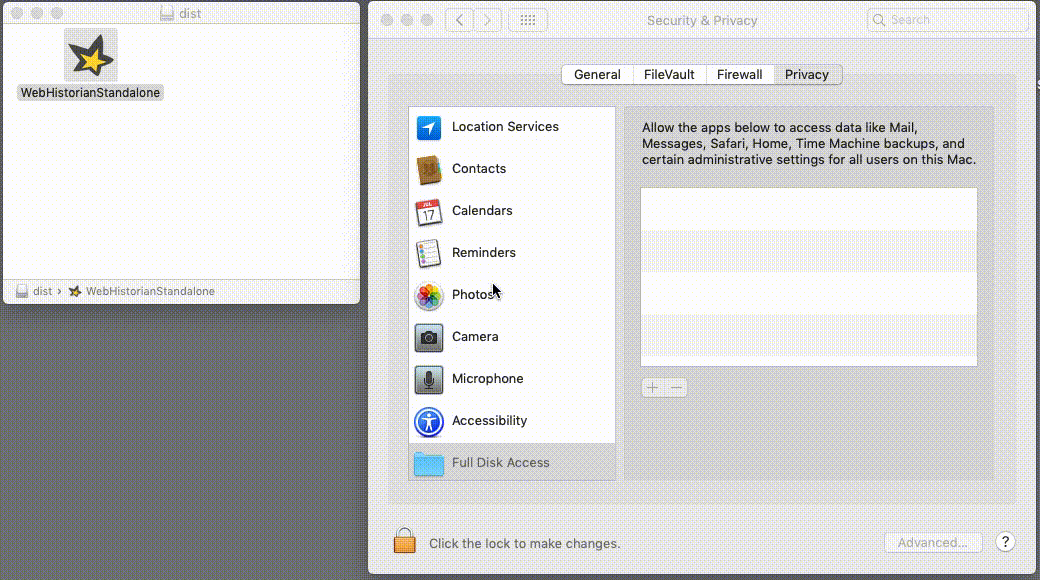 dist
WebHistorianStandalone
dist › WebHistorianStandalone
Security & Privacy
Search
General
FileVault
Firewall
Privacy
Location Services
Contacts
JUL
17
Calendars
Reminders
Photos
Camera
Microphone
Accessibility
Full Disk Access
Allow the apps below to access data like Mail,
Messages, Safari, Home, Time Machine backups, and
certain administrative settings for all users on this Mac.
+ −
Click the lock to make changes.
Advanced...
?